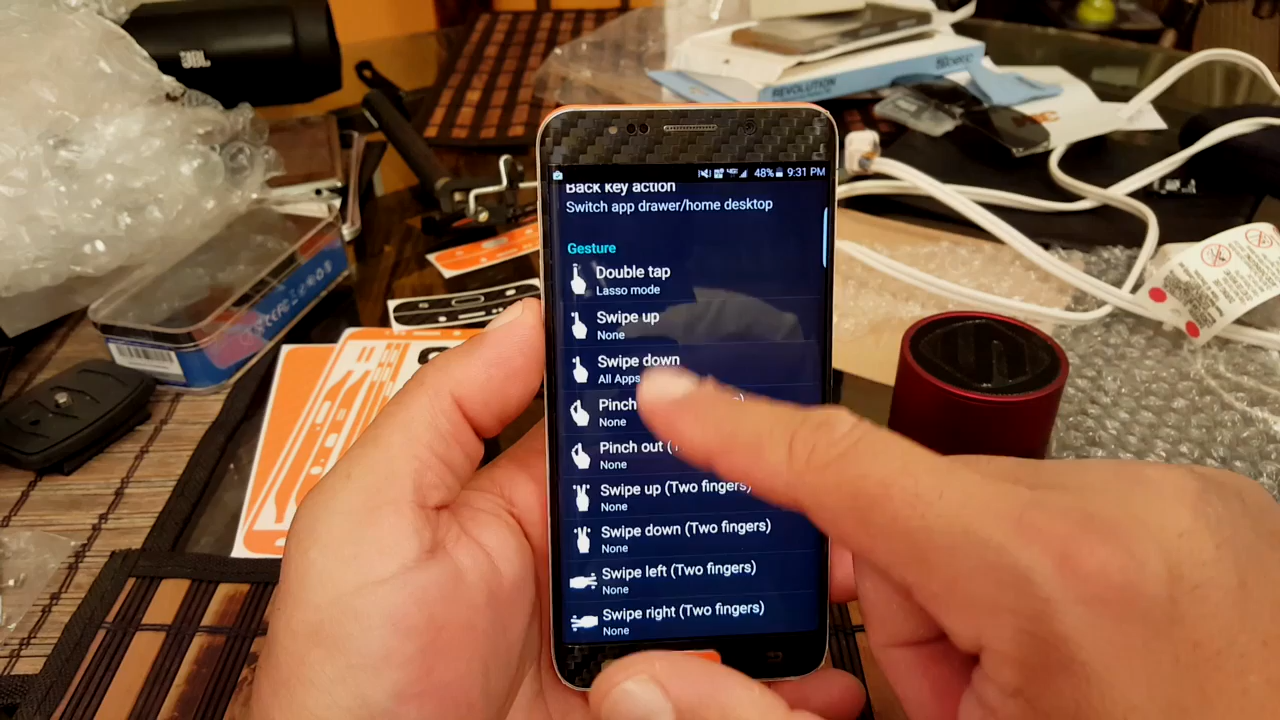 JBL
REVOLUTION
48% 9:31 PM
Back key action
Switch app drawer/home desktop
Gesture
Double tap
Lasso mode
Swipe up
None
Swipe down
All Apps
Pinch
None
Pinch out
None
Swipe up (Two fingers)
None
Swipe down (Two fingers)
None
Swipe left (Two fingers)
None
Swipe right (Two fingers)
None